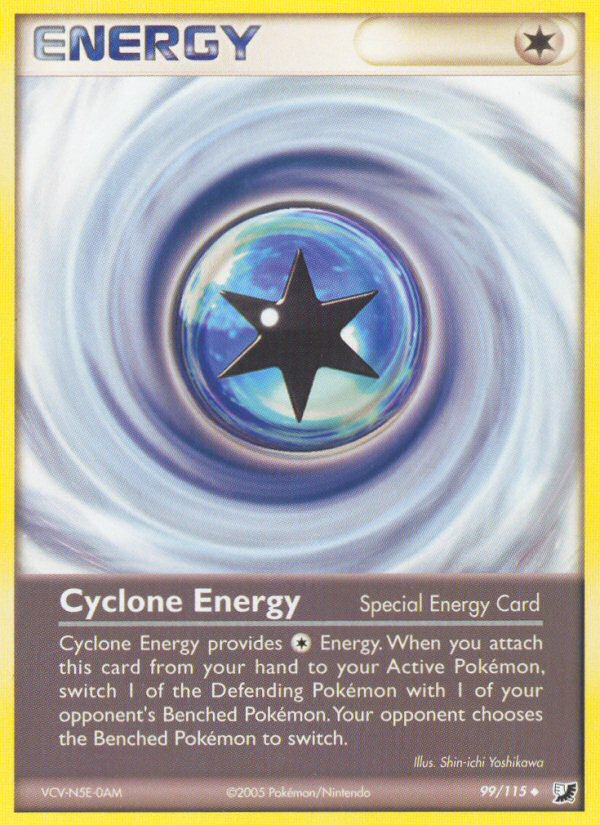 ENERGY
Cyclone Energy Special Energy Card
Cyclone Energy provides Energy. When you attach
this card from your hand to your Active Pokémon,
switch 1 of the Defending Pokémon with 1 of your
opponent's Benched Pokémon. Your opponent chooses
the Benched Pokémon to switch.
Illus. Shin-ichi Yoshikawa
VCV-N5E-0AM ©2005 Pokémon/Nintendo 99/115